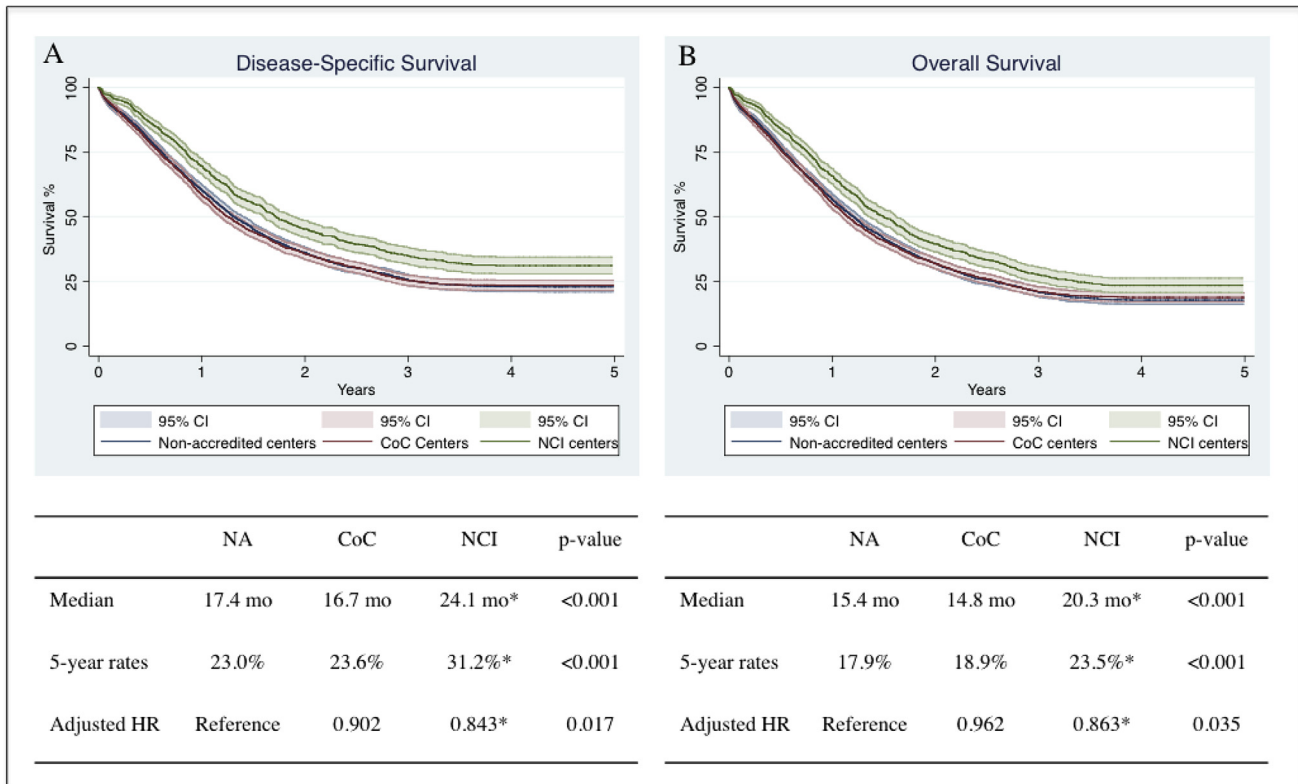 A
Disease-Specific Survival
Survival %
100
75
50
25
0
0 1 2 3 4 5
Years
95% CI 95% CI 95% CI
Non-accredited centers CoC Centers NCI centers
NA CoC NCI p-value
Median 17.4 mo 16.7 mo 24.1 mo* <0.001
5-year rates 23.0% 23.6% 31.2%* <0.001
Adjusted HR Reference 0.902 0.843* 0.017
B
Overall Survival
Survival %
100
75
50
25
0
0 1 2 3 4 5
Years
95% CI 95% CI 95% CI
Non-accredited centers CoC Centers NCI centers
NA CoC NCI p-value
Median 15.4 mo 14.8 mo 20.3 mo* <0.001
5-year rates 17.9% 18.9% 23.5%* <0.001
Adjusted HR Reference 0.962 0.863* 0.035